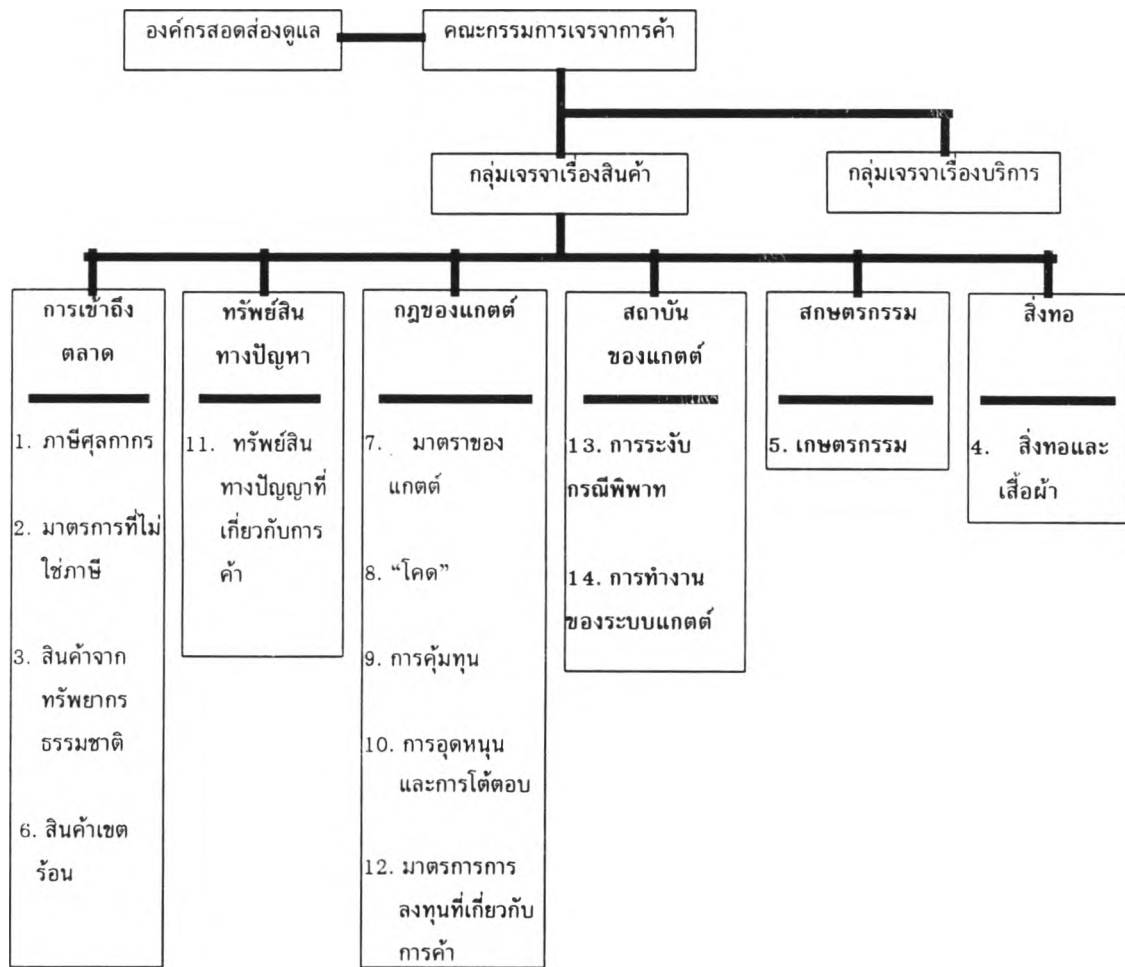 องค์กรสอดส่องดูแล
คณะกรรมการเจรจาการค้า
กลุ่มเจรจาเรื่องสินค้า
กลุ่มเจรจาเรื่องบริการ
การเข้าถึง
ตลาด
1. ภาษีศุลกากร
2. มาตรการที่ไม่
ใช่ภาษี
3. สินค้าจาก
ทรัพยากร
ธรรมชาติ
6. สินค้าเขต
ร้อน
ทรัพย์สิน
ทางปัญหา
11. ทรัพย์สิน
ทางปัญญาที่
เกี่ยวกับการ
ค้า
กฎของแกตต์
7. มาตราของ
แกตต์
8. “โคด”
9. การคุ้มทุน
10. การอุดหนุน
และการโต้ตอบ
12. มาตรการการ
ลงทุนที่เกี่ยวกับ
การค้า
สถาบัน
ของแกตต์
13. การระงับ
กรณีพิพาท
14. การทำงาน
ของระบบแกตต์
สกษตรกรรม
5. เกษตรกรรม
สิ่งทอ
4. สิ่งทอและ
เสื้อผ้า